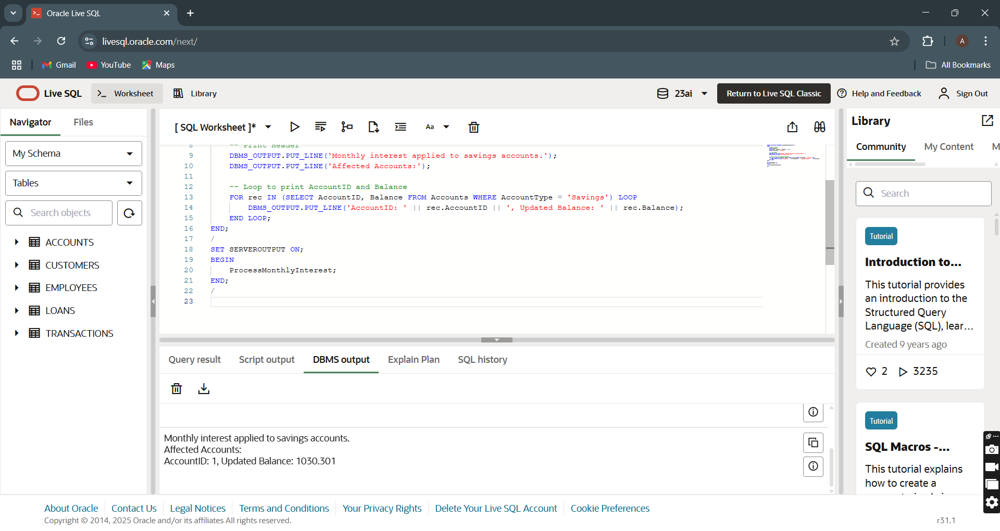 Oracle Live SQL
livesql.oracle.com/next/
A
Gmail
YouTube
Maps
All Bookmarks
Live SQL
Worksheet
Library
23ai
Return to Live SQL Classic
Help and Feedback
Sign Out
Navigator
Files
My Schema
Tables
Search objects
ACCOUNTS
CUSTOMERS
EMPLOYEES
LOANS
TRANSACTIONS
[ SQL Worksheet ]*
Aa
8 -- Print Header
9 DBMS_OUTPUT.PUT_LINE('Monthly interest applied to savings accounts.');
10 DBMS_OUTPUT.PUT_LINE('Affected Accounts:');
11
12 -- Loop to print AccountID and Balance
13 FOR rec IN (SELECT AccountID, Balance FROM Accounts WHERE AccountType = 'Savings') LOOP
14 DBMS_OUTPUT.PUT_LINE('AccountID: ' || rec.AccountID || ', Updated Balance: ' || rec.Balance);
15 END LOOP;
16 END;
17 /
18 SET SERVEROUTPUT ON;
19 BEGIN
20 ProcessMonthlyInterest;
21 END;
22 /
23
Query result
Script output
DBMS output
Explain Plan
SQL history
Monthly interest applied to savings accounts.
Affected Accounts:
AccountID: 1, Updated Balance: 1030.301
Library
Community
My Content
M
Search
Tutorial
Introduction to...
This tutorial provides
an introduction to the
Structured Query
Language (SQL), lear...
Created 9 years ago
2
3235
Tutorial
SQL Macros -...
This tutorial explains
how to create a
About Oracle
Contact Us
Legal Notices
Terms and Conditions
Your Privacy Rights
Delete Your Live SQL Account
Cookie Preferences
Copyright © 2014, 2025 Oracle and/or its affiliates All rights reserved.
r31.1